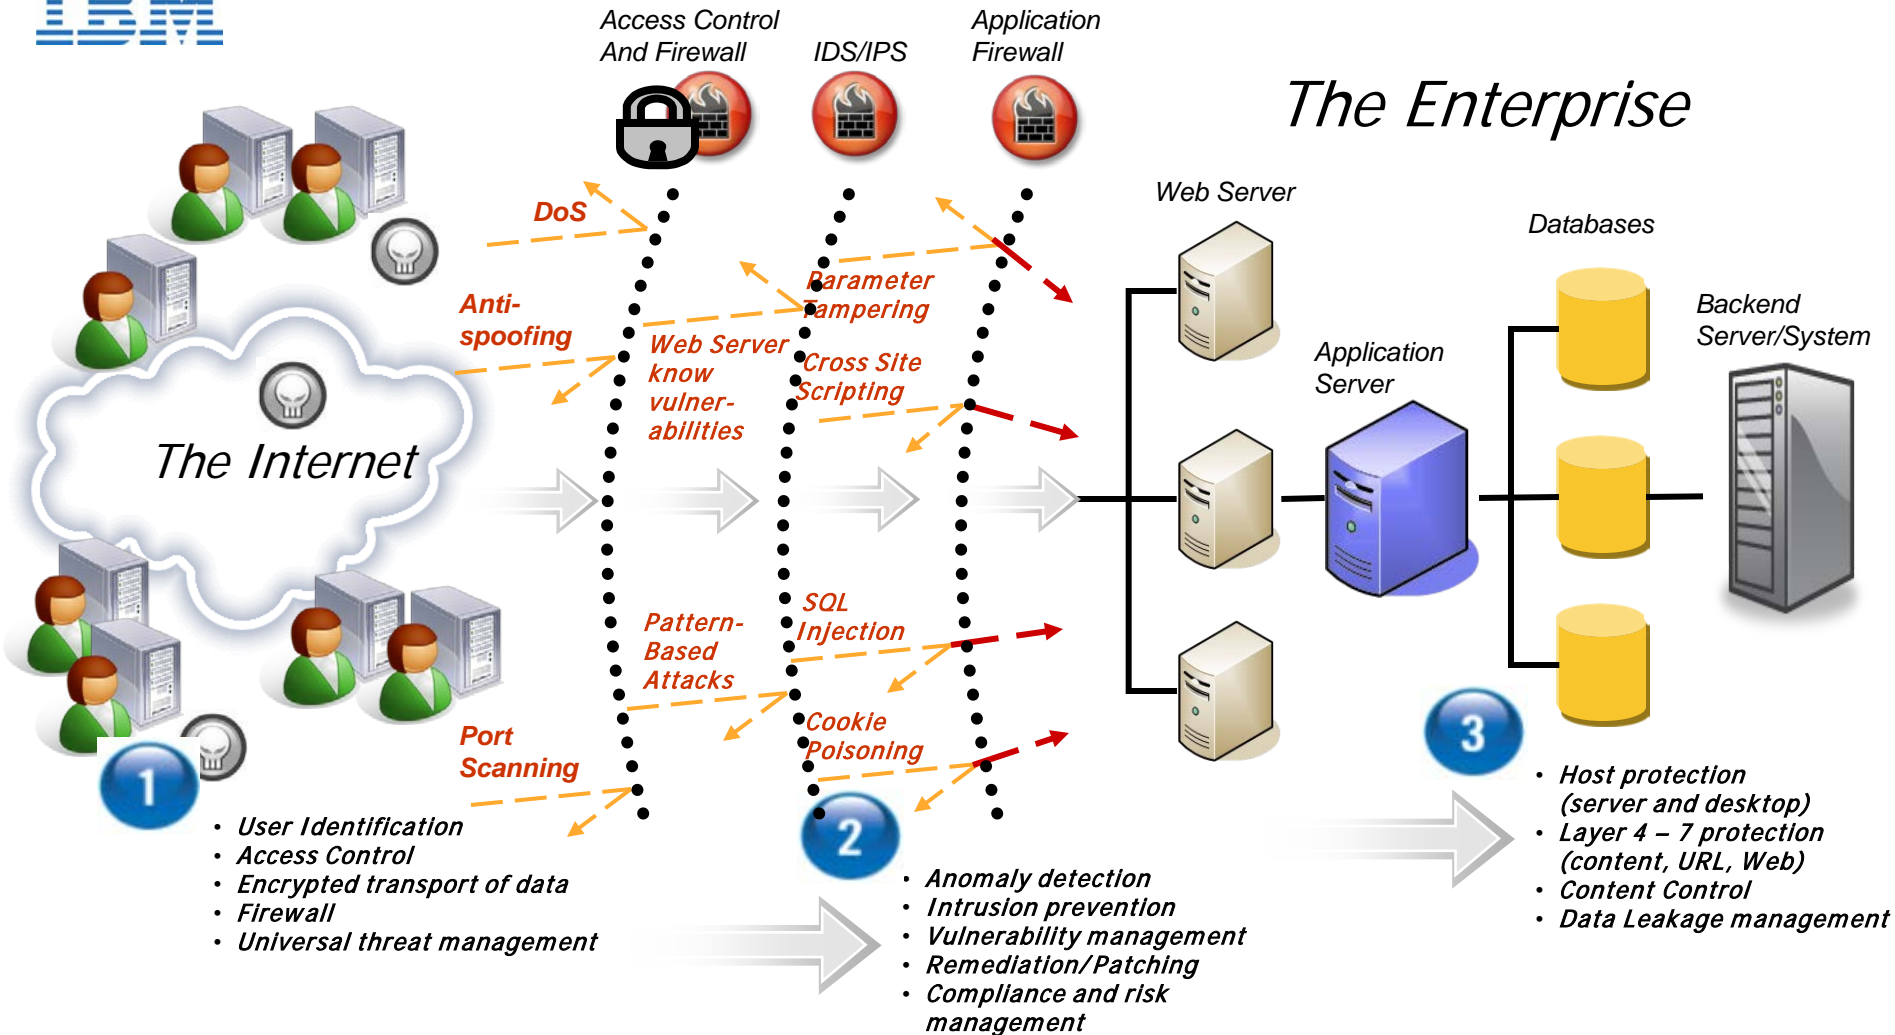 IBM
Access Control
And Firewall
IDS/IPS
Application
Firewall
The Enterprise
DoS
Anti-
spoofing
Port
Scanning
Web Server
know
vulner-
abilities
Pattern-
Based
Attacks
Parameter
Tampering
Cross Site
Scripting
SQL
Injection
Cookie
Poisoning
The Internet
Web Server
Application
Server
Databases
Backend
Server/System
1
• User Identification
• Access Control
• Encrypted transport of data
• Firewall
• Universal threat management
2
• Anomaly detection
• Intrusion prevention
• Vulnerability management
• Remediation/Patching
• Compliance and risk
management
3
• Host protection
(server and desktop)
• Layer 4 – 7 protection
(content, URL, Web)
• Content Control
• Data Leakage management